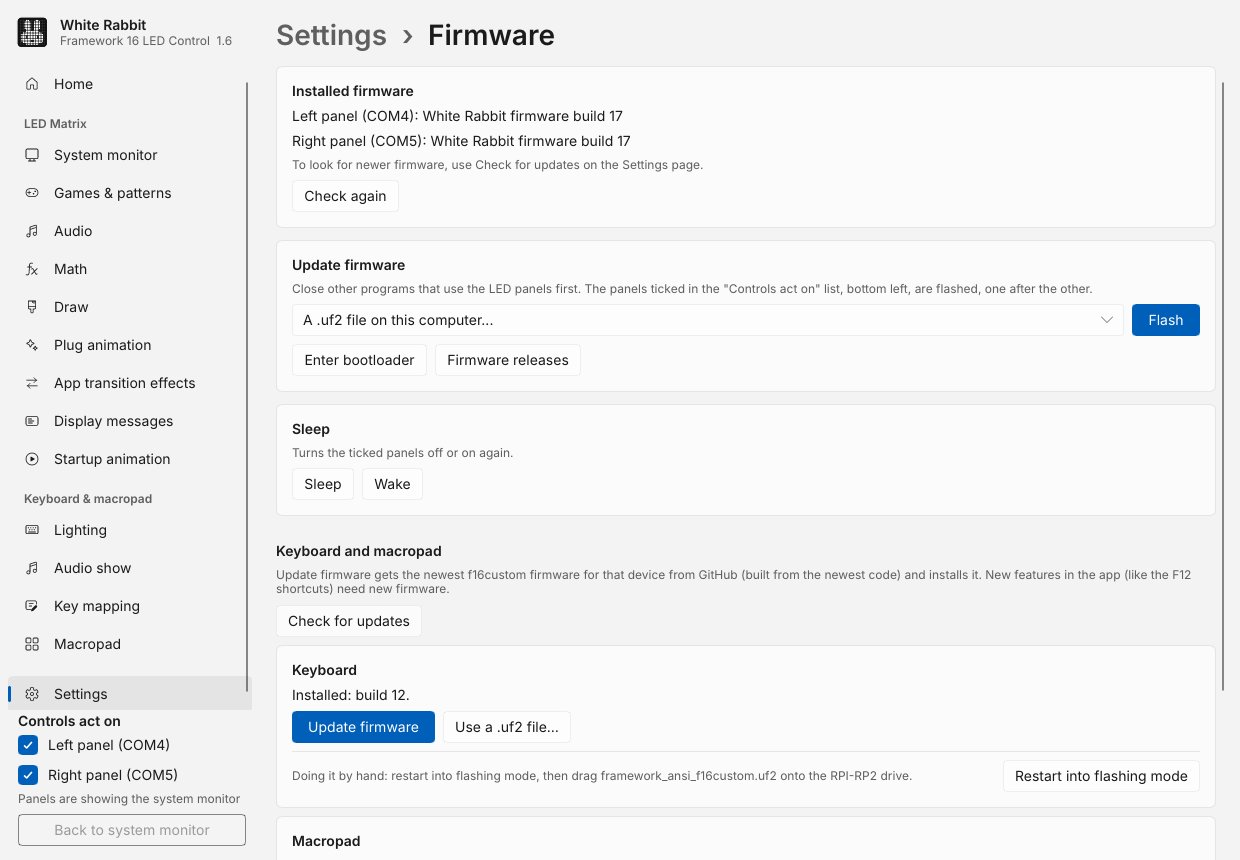 White Rabbit
Framework 16 LED Control 1.6
Home
LED Matrix
System monitor
Games & patterns
Audio
Math
Draw
Plug animation
App transition effects
Display messages
Startup animation
Keyboard & macropad
Lighting
Audio show
Key mapping
Macropad
Settings
Controls act on
Left panel (COM4)
Right panel (COM5)
Panels are showing the system monitor
Back to system monitor
Settings › Firmware
Installed firmware
Left panel (COM4): White Rabbit firmware build 17
Right panel (COM5): White Rabbit firmware build 17
To look for newer firmware, use Check for updates on the Settings page.
Check again
Update firmware
Close other programs that use the LED panels first. The panels ticked in the "Controls act on" list, bottom left, are flashed, one after the other.
A .uf2 file on this computer...
Flash
Enter bootloader
Firmware releases
Sleep
Turns the ticked panels off or on again.
Sleep
Wake
Keyboard and macropad
Update firmware gets the newest f16custom firmware for that device from GitHub (built from the newest code) and installs it. New features in the app (like the F12
shortcuts) need new firmware.
Check for updates
Keyboard
Installed: build 12.
Update firmware
Use a .uf2 file...
Doing it by hand: restart into flashing mode, then drag framework_ansi_f16custom.uf2 onto the RPI-RP2 drive.
Restart into flashing mode
Macropad